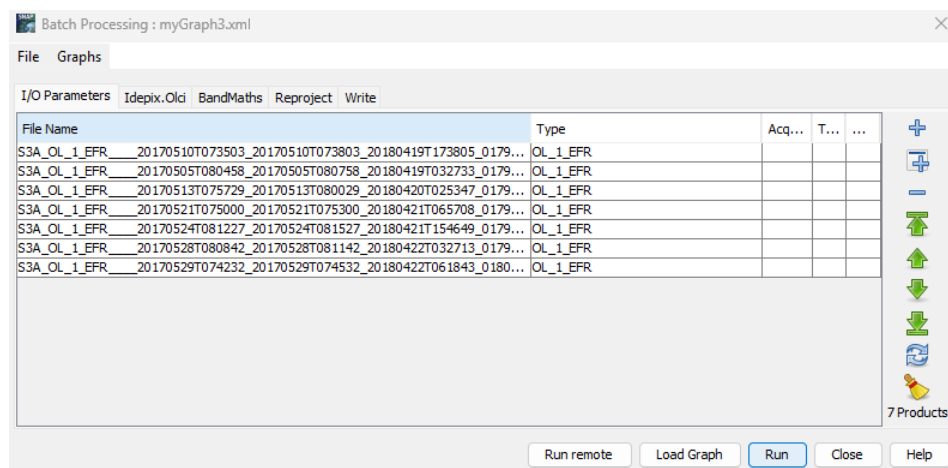 SNAP Batch Processing : myGraph3.xml
File Graphs
I/O Parameters Idepix.Olci BandMaths Reproject Write
File Name Type Acq... T... ...
S3A_OL_1_EFR____20170510T073503_20170510T073803_20180419T173805_0179... OL_1_EFR
S3A_OL_1_EFR____20170505T080458_20170505T080758_20180419T032733_0179... OL_1_EFR
S3A_OL_1_EFR____20170513T075729_20170513T080029_20180420T025347_0179... OL_1_EFR
S3A_OL_1_EFR____20170521T075000_20170521T075300_20180421T065708_0179... OL_1_EFR
S3A_OL_1_EFR____20170524T081227_20170524T081527_20180421T154649_0179... OL_1_EFR
S3A_OL_1_EFR____20170528T080842_20170528T081142_20180422T032713_0179... OL_1_EFR
S3A_OL_1_EFR____20170529T074232_20170529T074532_20180422T061843_0180... OL_1_EFR
7 Products
Run remote Load Graph Run Close Help